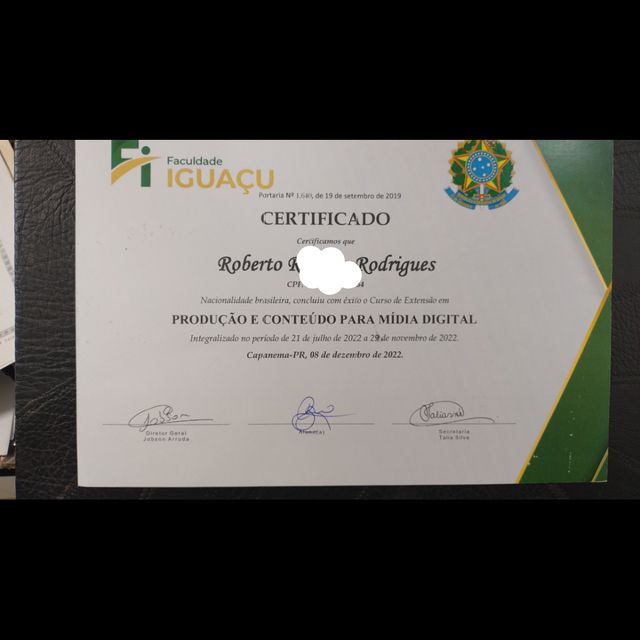 Fi Faculdade
IGUAÇU
Portaria Nº 1.640, de 19 de setembro de 2019
CERTIFICADO
Certificamos que
Roberto R Rodrigues
CPF
Nacionalidade brasileira, concluiu com êxito o Curso de Extensão em
PRODUÇÃO E CONTEÚDO PARA MÍDIA DIGITAL
Integralizado no período de 21 de julho de 2022 a 29 de novembro de 2022.
Capanema-PR, 08 de dezembro de 2022.
Diretor Geral
Jobson Arruda
Aluno(a)
Secretaria
Talia Silva